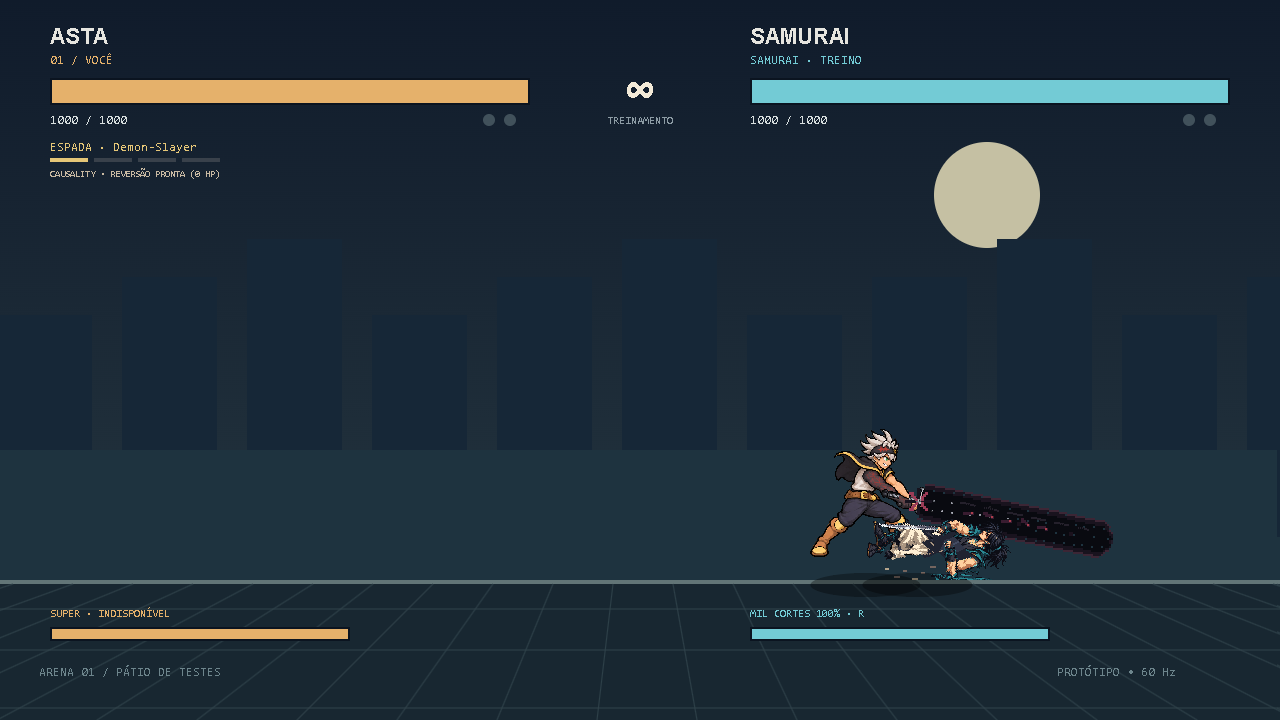 ASTA
01 / VOCÊ
1000 / 1000
ESPADA · Demon-Slayer
CAUSALITY · REVERSÃO PRONTA (0 HP)
∞
TREINAMENTO
SAMURAI
SAMURAI · TREINO
1000 / 1000
SUPER · INDISPONÍVEL
MIL CORTES 100% · R
ARENA 01 / PÁTIO DE TESTES
PROTÓTIPO • 60 Hz